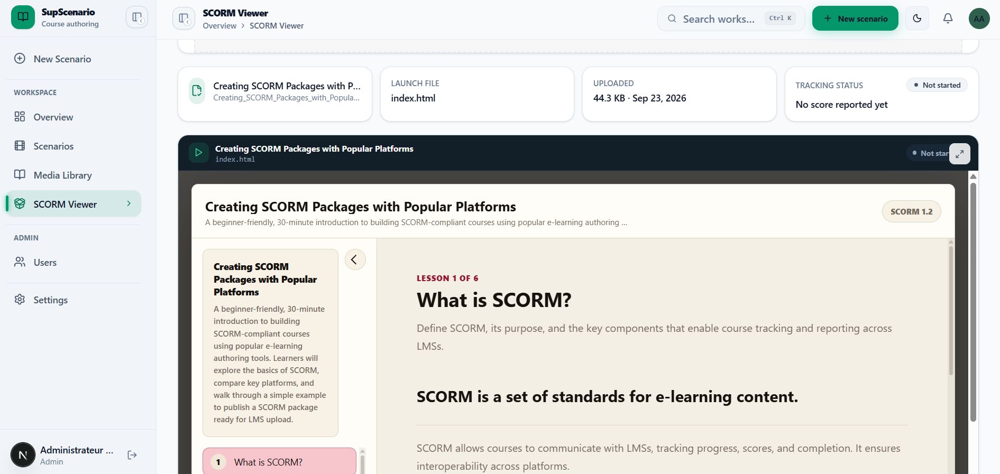 SupScenario
Course authoring
New Scenario
WORKSPACE
Overview
Scenarios
Media Library
SCORM Viewer
ADMIN
Users
Settings
N
Administrateur ...
Admin
SCORM Viewer
Overview > SCORM Viewer
Search works...
Ctrl K
+ New scenario
AA
Creating SCORM Packages with P...
Creating_SCORM_Packages_with_Popula...
LAUNCH FILE
index.html
UPLOADED
44.3 KB · Sep 23, 2026
TRACKING STATUS
Not started
No score reported yet
Creating SCORM Packages with Popular Platforms
index.html
Not star
Creating SCORM Packages with Popular Platforms
A beginner-friendly, 30-minute introduction to building SCORM-compliant courses using popular e-learning authoring ...
SCORM 1.2
Creating SCORM
Packages with Popular
Platforms
A beginner-friendly, 30-minute
introduction to building
SCORM-compliant courses
using popular e-learning
authoring tools. Learners will
explore the basics of SCORM,
compare key platforms, and
walk through a simple example
to publish a SCORM package
ready for LMS upload.
1 What is SCORM?
LESSON 1 OF 6
What is SCORM?
Define SCORM, its purpose, and the key components that enable course tracking and reporting across
LMSs.
SCORM is a set of standards for e-learning content.
SCORM allows courses to communicate with LMSs, tracking progress, scores, and completion. It ensures
interoperability across platforms.